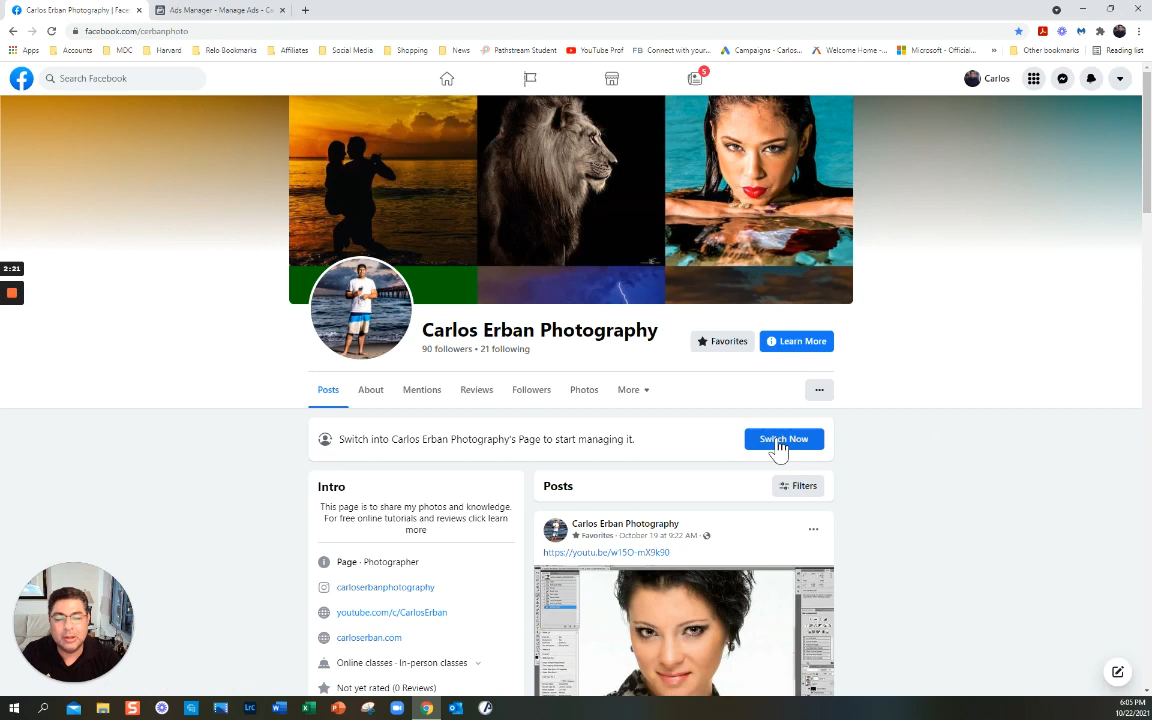 Carlos Erban Photography | Face
Ads Manager - Manage Ads - Ca
facebook.com/cerbanphoto
Apps
Accounts
MDC
Harvard
Relo Bookmarks
Affiliates
Social Media
Shopping
News
Pathstream Student
YouTube Prof
FB Connect with your...
Campaigns - Carlos...
Welcome Home -...
Microsoft - Official...
»
Other bookmarks
Reading list
Search Facebook
5
Carlos
2:21
Carlos Erban Photography
90 followers • 21 following
Favorites
Learn More
Posts
About
Mentions
Reviews
Followers
Photos
More
Switch into Carlos Erban Photography's Page to start managing it.
Switch Now
Intro
This page is to share my photos and knowledge.
For free online tutorials and reviews click learn
more
Page · Photographer
carloserbanphotography
youtube.com/c/CarlosErban
carloserban.com
Online classes · In-person classes
Not yet rated (0 Reviews)
Posts
Filters
Carlos Erban Photography
Favorites · October 19 at 9:22 AM ·
https://youtu.be/w15O-mX9k90
6:05 PM
10/22/2021